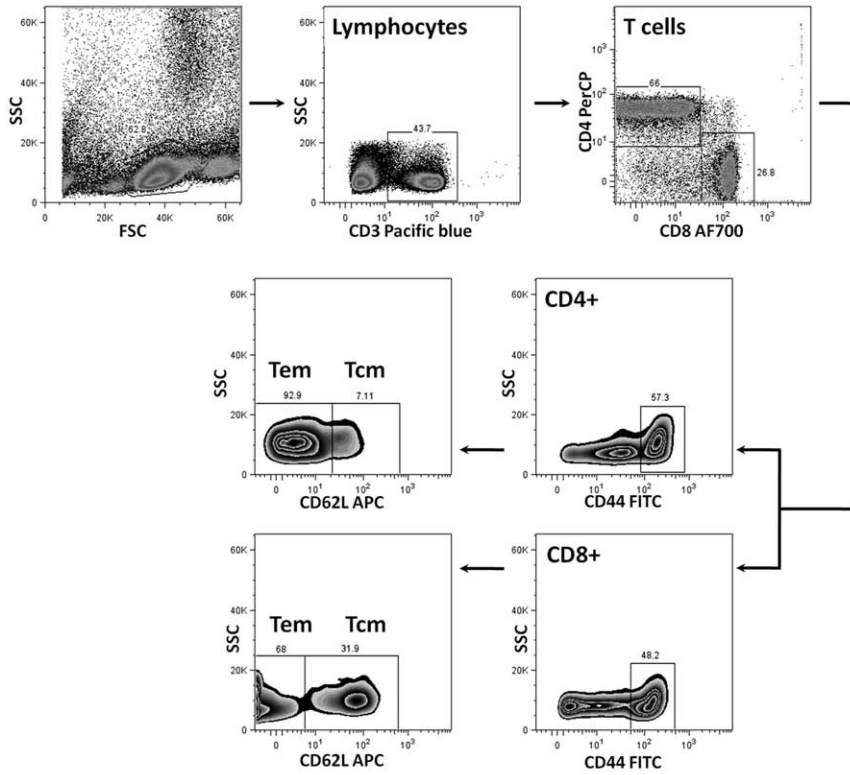 SSC
60K
40K
20K
0
62.8
20K
40K
60K
FSC
Lymphocytes
SSC
60K
40K
20K
0
43.7
0
10¹
10²
10³
CD3 Pacific blue
T cells
CD4 PerCP
10³
10²
10¹
0
66
26.8
0
10¹
10²
10³
CD8 AF700
SSC
60K
40K
20K
0
Tem
Tcm
92.9
7.11
0
10¹
10²
10³
CD62L APC
CD4+
SSC
60K
40K
20K
0
57.3
0
10¹
10²
10³
CD44 FITC
SSC
60K
40K
20K
0
Tem
Tcm
68
31.9
0
10¹
10²
10³
CD62L APC
CD8+
SSC
60K
40K
20K
0
48.2
0
10¹
10²
10³
CD44 FITC